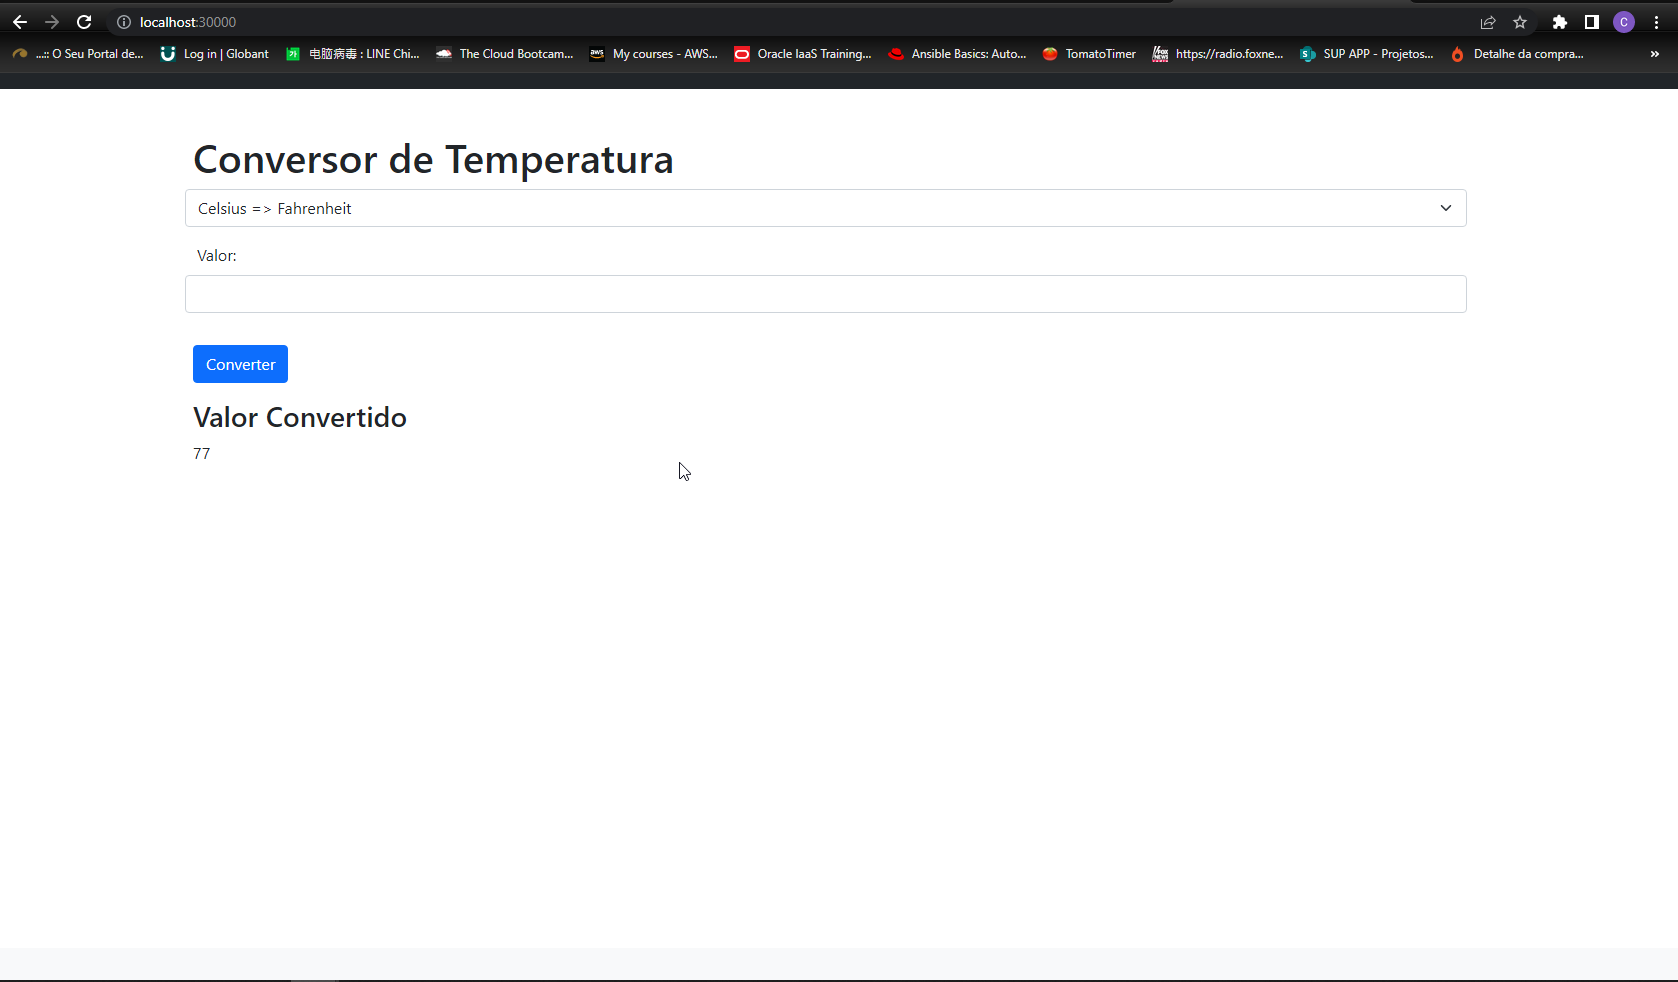 localhost:30000
C
...:: O Seu Portal de...
Log in | Globant
电脑病毒 : LINE Chi...
The Cloud Bootcam...
aws
My courses - AWS...
Oracle IaaS Training...
Ansible Basics: Auto...
TomatoTimer
https://radio.foxne...
SUP APP - Projetos...
Detalhe da compra...
»
Conversor de Temperatura
Celsius => Fahrenheit
Valor:
Converter
Valor Convertido
77